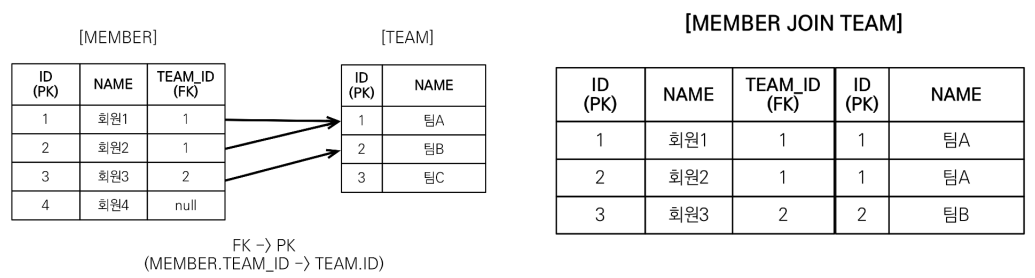 [MEMBER]
ID (PK) NAME TEAM_ID (FK)
1 회원1 1
2 회원2 1
3 회원3 2
4 회원4 null
[TEAM]
ID (PK) NAME
1 팀A
2 팀B
3 팀C
FK -> PK
(MEMBER.TEAM_ID -> TEAM.ID)
[MEMBER JOIN TEAM]
ID (PK) NAME TEAM_ID (FK) ID (PK) NAME
1 회원1 1 1 팀A
2 회원2 1 1 팀A
3 회원3 2 2 팀B